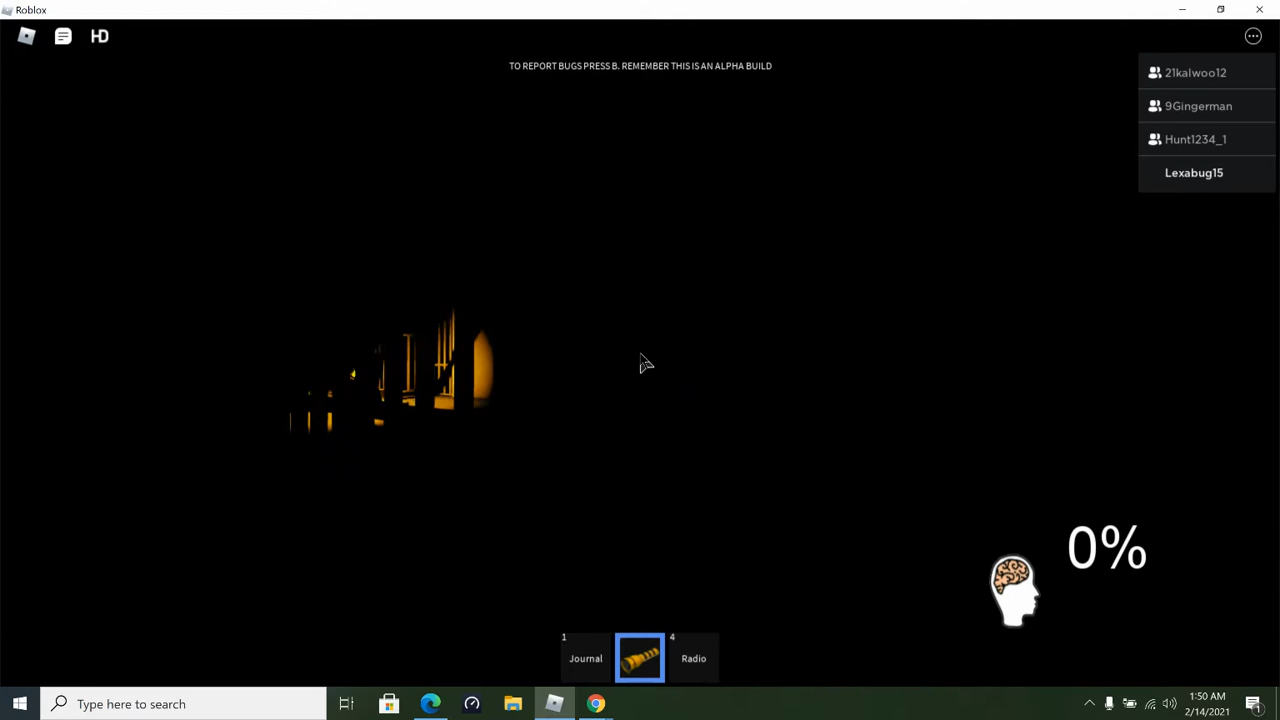 Roblox
HD
TO REPORT BUGS PRESS B. REMEMBER THIS IS AN ALPHA BUILD
21kalwoo12
9Gingerman
Hunt1234_1
Lexabug15
0%
1
Journal
4
Radio
Type here to search
1:50 AM
2/14/2021
1